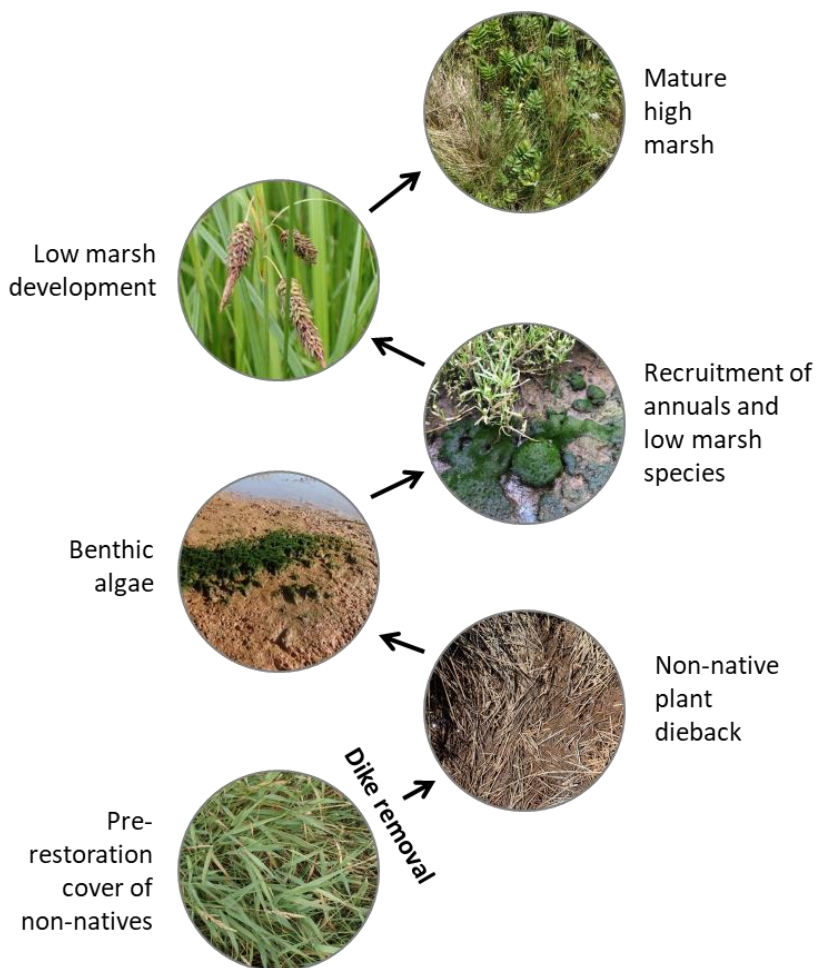 Mature
high
marsh
Low marsh
development
Recruitment of
annuals and
low marsh
species
Benthic
algae
Non-native
plant
dieback
Dike removal
Pre-
restoration
cover of
non-natives